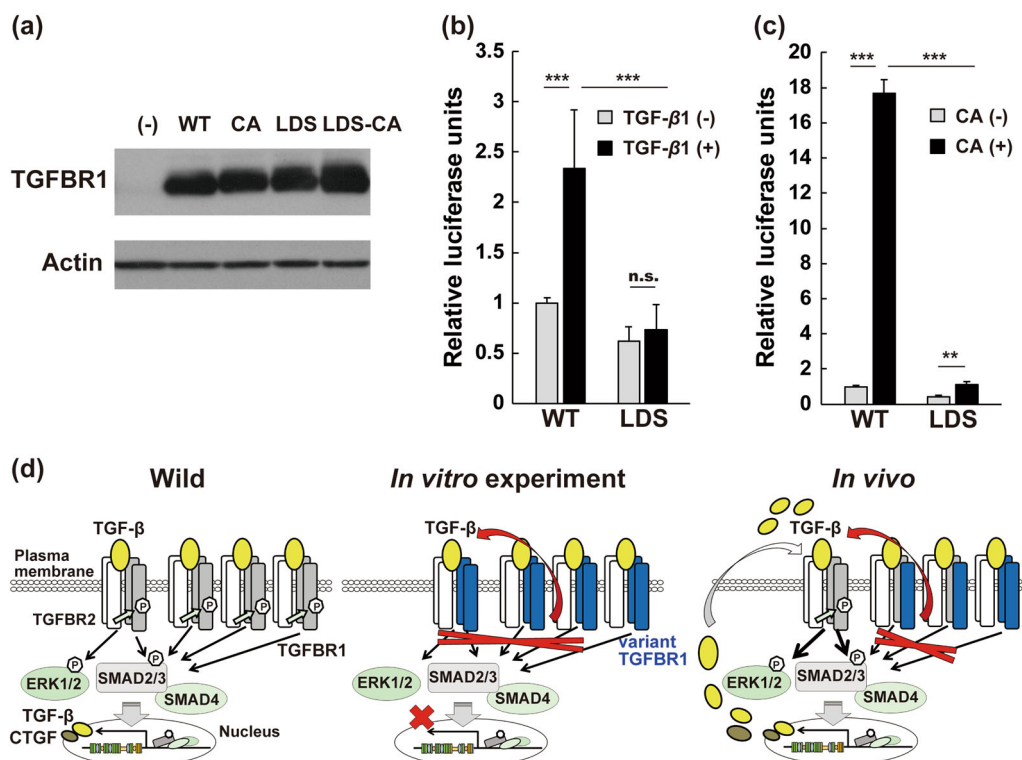 (a)
(-) WT CA LDS LDS-CA
TGFBR1
Actin
(b)
3.5
3
2.5
2
1.5
1
0.5
0
Relative luciferase units
***
***
TGF-β1 (-)
TGF-β1 (+)
n.s.
WT LDS
(c)
20
18
16
14
12
10
8
6
4
2
0
Relative luciferase units
***
***
CA (-)
CA (+)
**
WT LDS
(d)
Wild
TGF-β
Plasma
membrane
P
P
P
P
TGFBR2
TGFBR1
P
P
ERK1/2
SMAD2/3
SMAD4
TGF-β
CTGF
Nucleus
In vitro experiment
TGF-β
variant
TGFBR1
ERK1/2
SMAD2/3
SMAD4
In vivo
TGF-β
P
P
P
ERK1/2
SMAD2/3
SMAD4